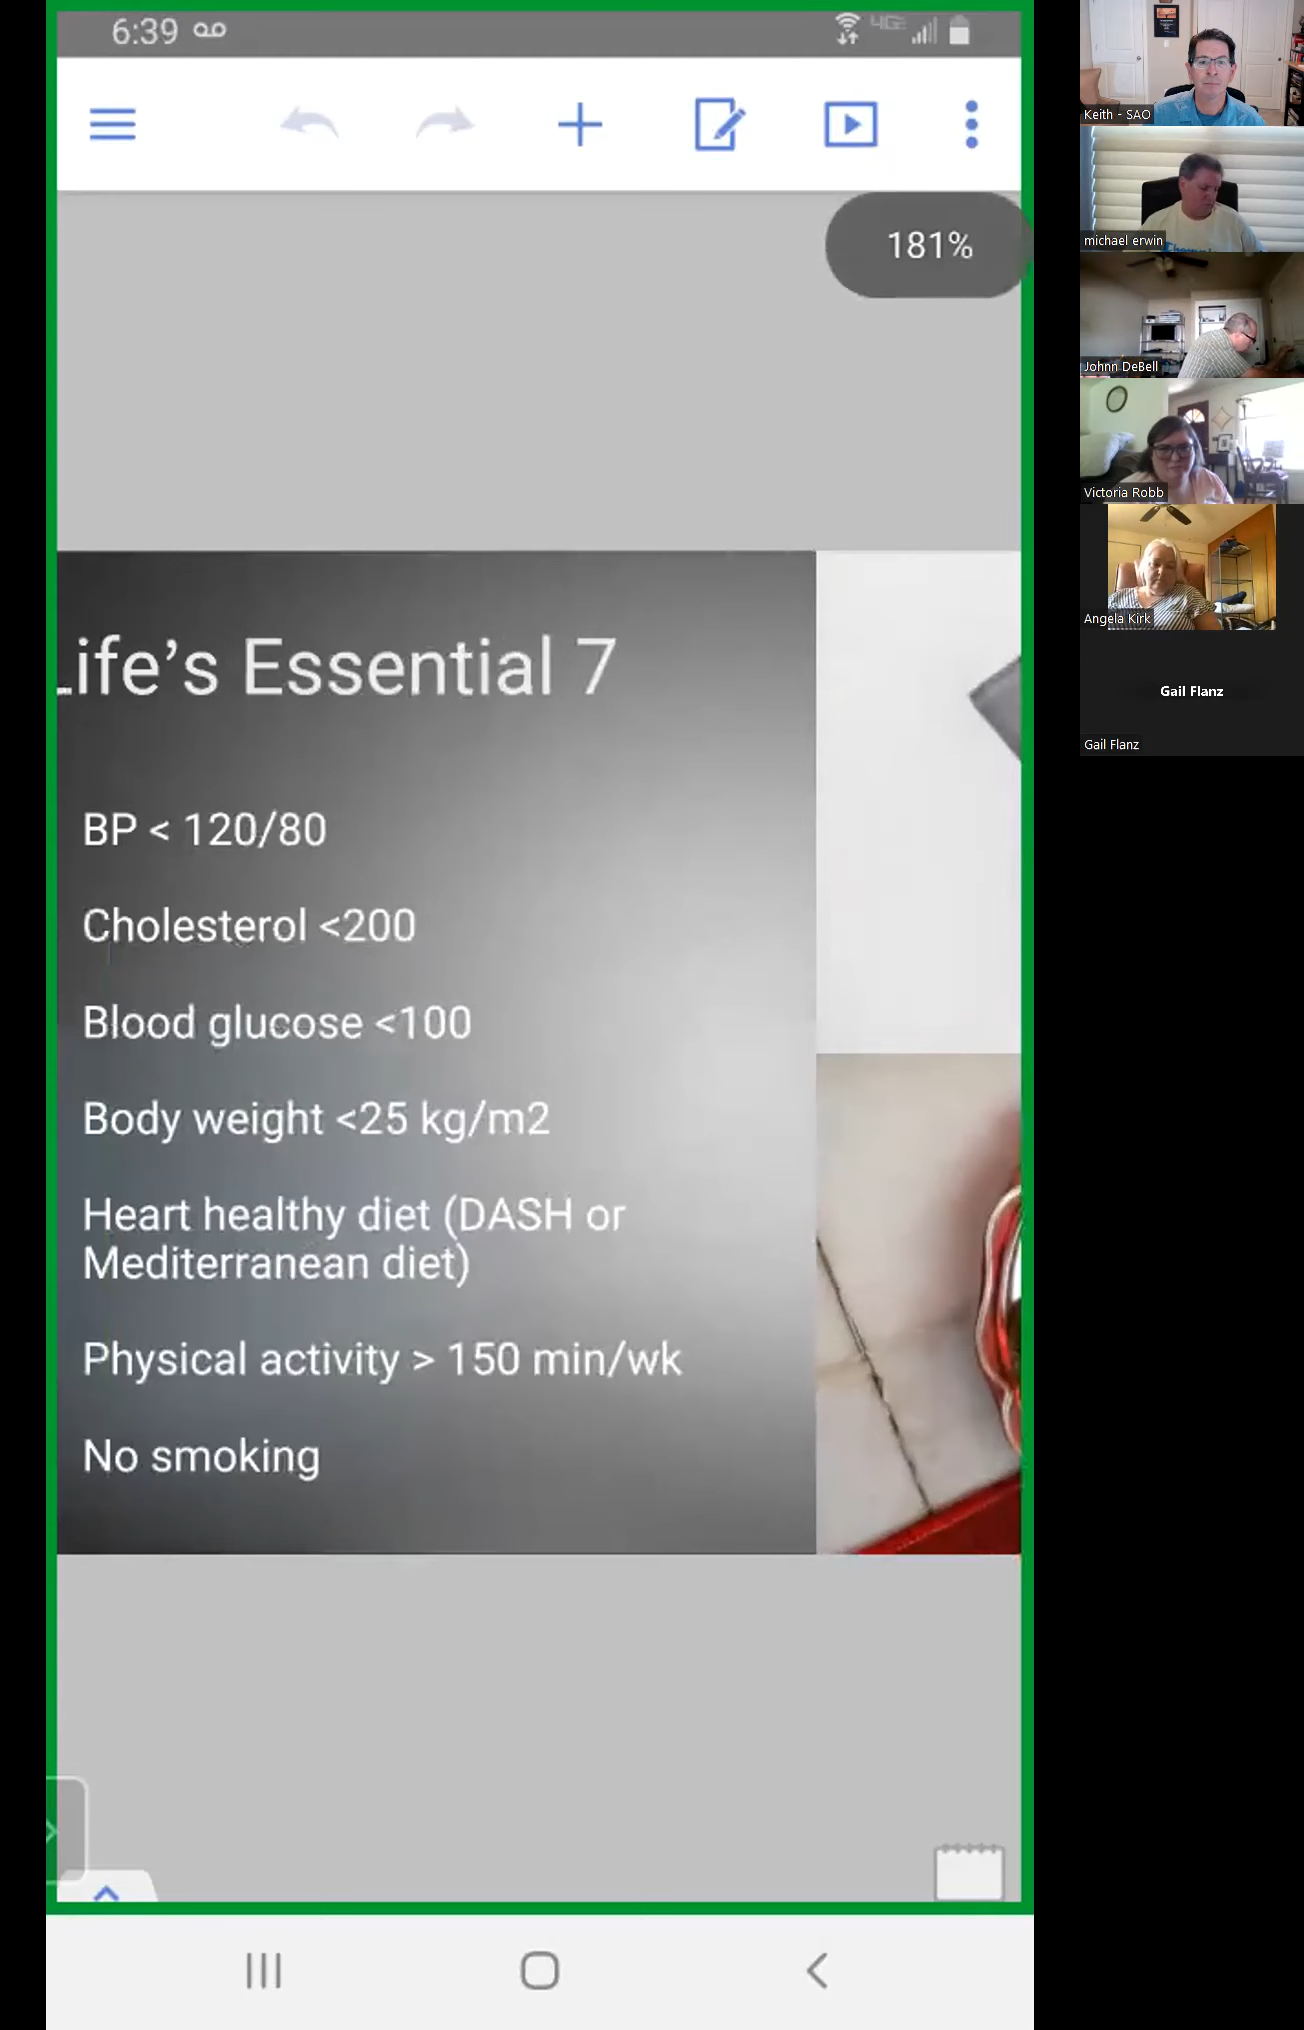 6:39
4GE
181%
Life's Essential 7
BP < 120/80
Cholesterol <200
Blood glucose <100
Body weight <25 kg/m2
Heart healthy diet (DASH or
Mediterranean diet)
Physical activity > 150 min/wk
No smoking
Keith - SAO
michael erwin
Johnn DeBell
Victoria Robb
Angela Kirk
Gail Flanz
Gail Flanz